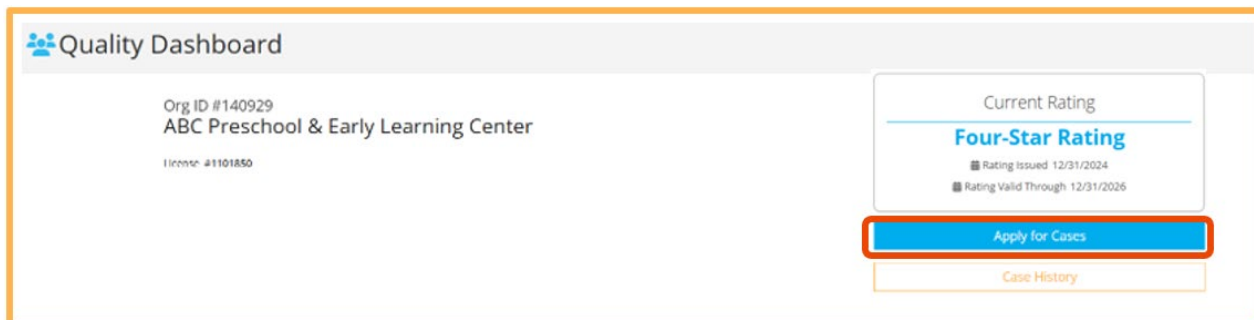 Quality Dashboard
Org ID #140929
ABC Preschool & Early Learning Center
License #1101850
Current Rating
Four-Star Rating
Rating Issued 12/31/2024
Rating Valid Through 12/31/2026
Apply for Cases
Case History